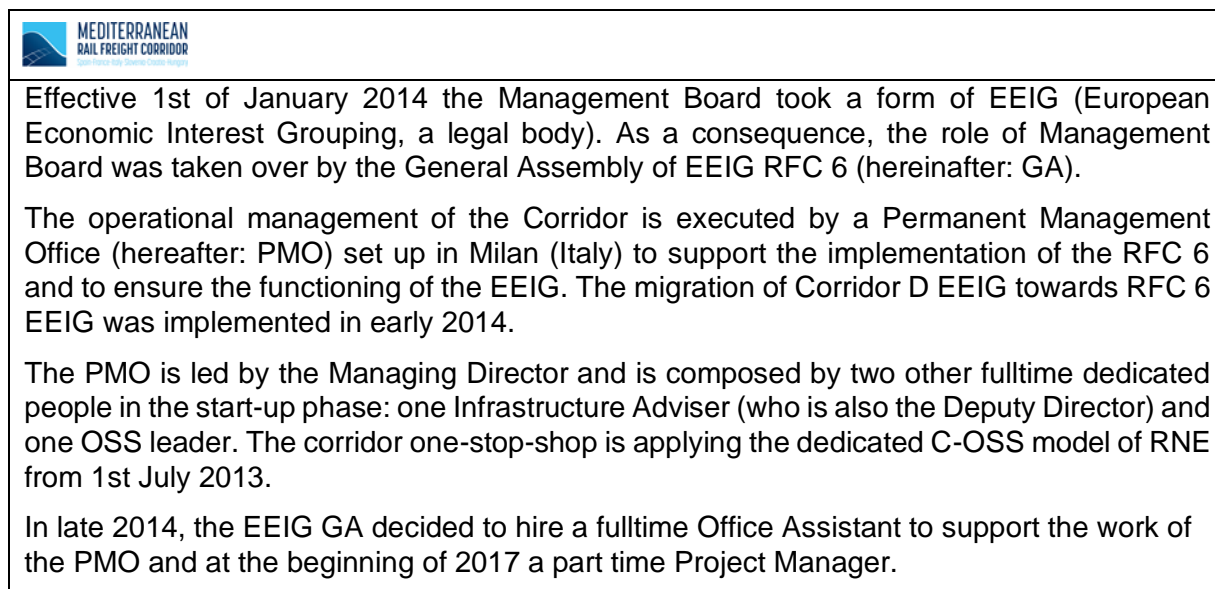 MEDITERRANEAN
RAIL FREIGHT CORRIDOR
Spain-France-Italy-Slovenia-Croatia-Hungary
Effective 1st of January 2014 the Management Board took a form of EEIG (European
Economic Interest Grouping, a legal body). As a consequence, the role of Management
Board was taken over by the General Assembly of EEIG RFC 6 (hereinafter: GA).
The operational management of the Corridor is executed by a Permanent Management
Office (hereafter: PMO) set up in Milan (Italy) to support the implementation of the RFC 6
and to ensure the functioning of the EEIG. The migration of Corridor D EEIG towards RFC 6
EEIG was implemented in early 2014.
The PMO is led by the Managing Director and is composed by two other fulltime dedicated
people in the start-up phase: one Infrastructure Adviser (who is also the Deputy Director) and
one OSS leader. The corridor one-stop-shop is applying the dedicated C-OSS model of RNE
from 1st July 2013.
In late 2014, the EEIG GA decided to hire a fulltime Office Assistant to support the work of
the PMO and at the beginning of 2017 a part time Project Manager.